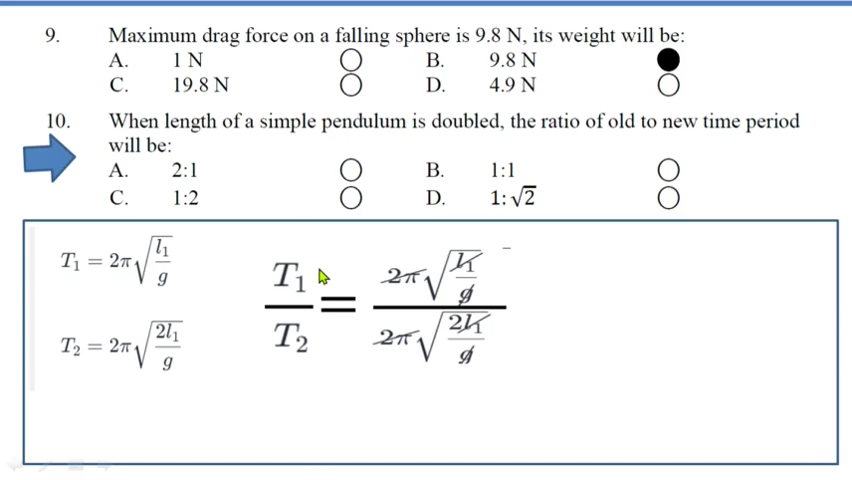 9. Maximum drag force on a falling sphere is 9.8 N, its weight will be:
A. 1 N B. 9.8 N
C. 19.8 N D. 4.9 N
10. When length of a simple pendulum is doubled, the ratio of old to new time period
will be:
A. 2:1 B. 1:1
C. 1:2 D. 1:√2
T₁ = 2π√(l₁/g)
T₂ = 2π√(2l₁/g)
T₁/T₂ = 2π√(l₁/g) / 2π√(2l₁/g)